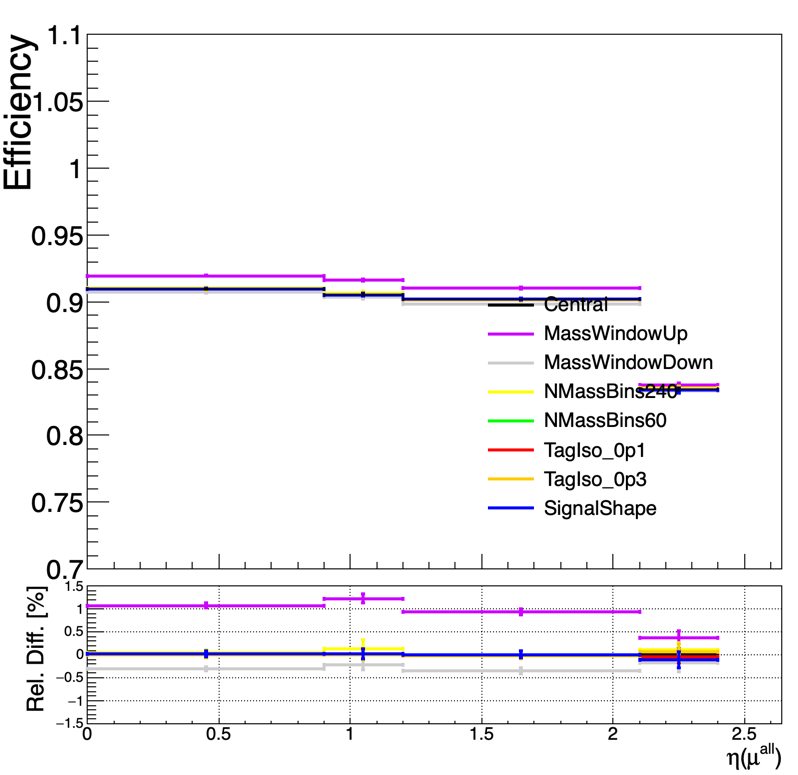 Efficiency
1.1
1.05
1
0.95
0.9
0.85
0.8
0.75
0.7
Central
MassWindowUp
MassWindowDown
NMassBins240
NMassBins60
TagIso_0p1
TagIso_0p3
SignalShape
Rel. Diff. [%]
1.5
1
0.5
0
−0.5
−1
−1.5
0 0.5 1 1.5 2 2.5
η(μ^all)